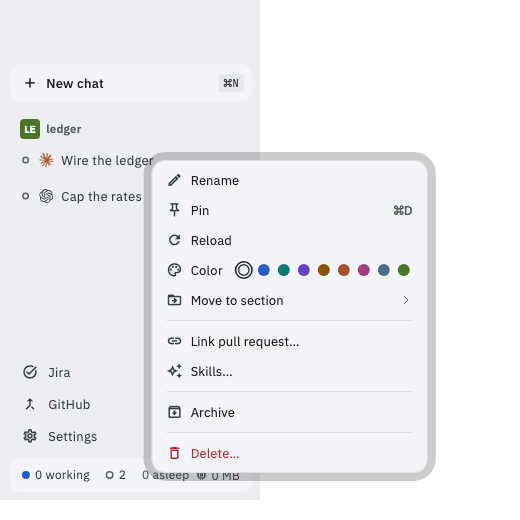 New chat ⌘N
LE ledger
Wire the ledger
Cap the rates
Rename
Pin ⌘D
Reload
Color
Move to section
Link pull request...
Skills...
Archive
Delete...
Jira
GitHub
Settings
0 working 2 0 asleep 0 MB